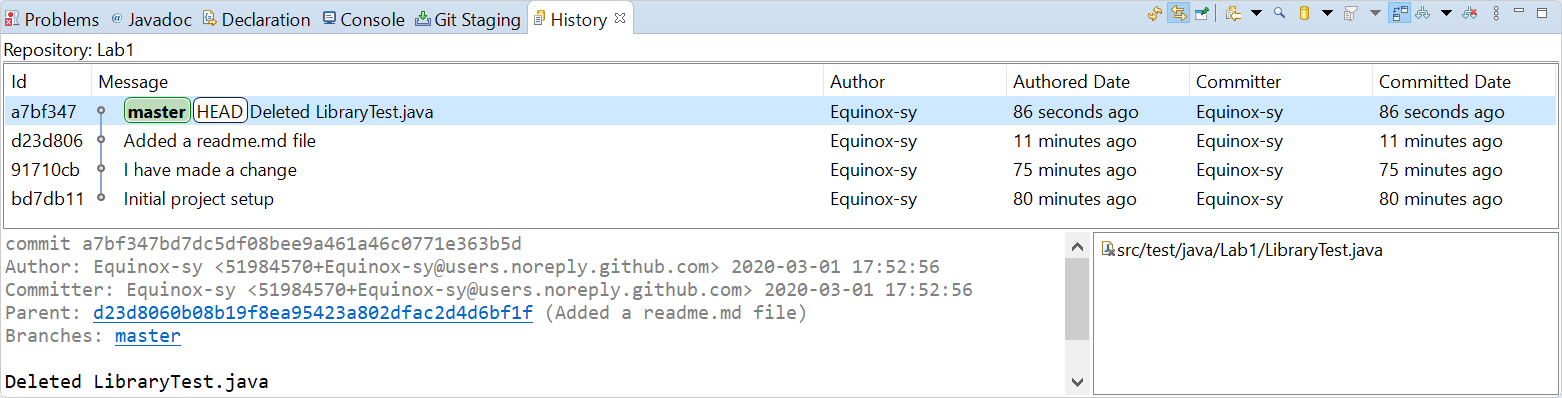 Problems @ Javadoc Declaration Console Git Staging History
Repository: Lab1
Id Message Author Authored Date Committer Committed Date
a7bf347 master HEAD Deleted LibraryTest.java Equinox-sy 86 seconds ago Equinox-sy 86 seconds ago
d23d806 Added a readme.md file Equinox-sy 11 minutes ago Equinox-sy 11 minutes ago
91710cb I have made a change Equinox-sy 75 minutes ago Equinox-sy 75 minutes ago
bd7db11 Initial project setup Equinox-sy 80 minutes ago Equinox-sy 80 minutes ago
commit a7bf347bd7dc5df08bee9a461a46c0771e363b5d
Author: Equinox-sy <51984570+Equinox-sy@users.noreply.github.com> 2020-03-01 17:52:56
Committer: Equinox-sy <51984570+Equinox-sy@users.noreply.github.com> 2020-03-01 17:52:56
Parent: d23d8060b08b19f8ea95423a802dfac2d4d6bf1f (Added a readme.md file)
Branches: master
Deleted LibraryTest.java
src/test/java/Lab1/LibraryTest.java